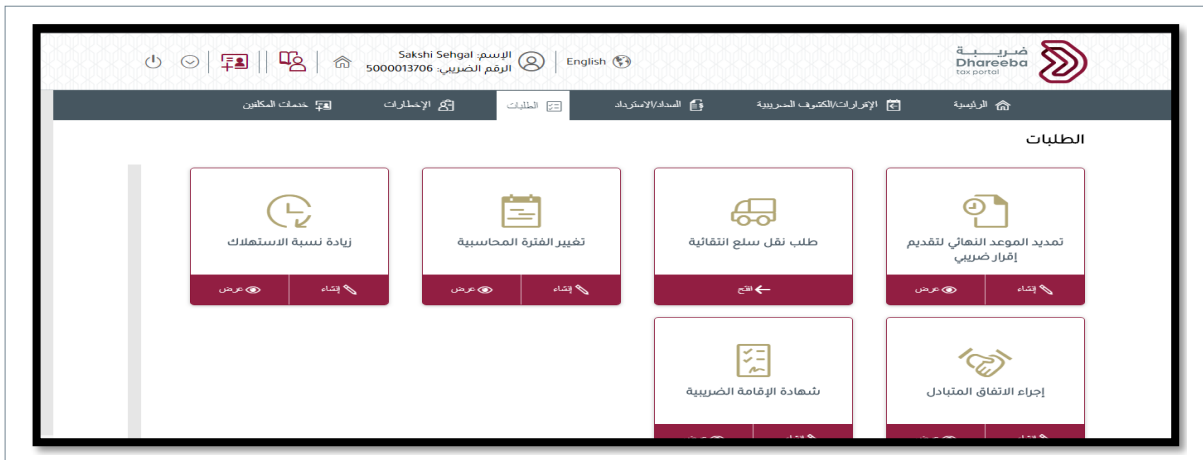 ضريبة
Dhareeba
tax portal
English
الإسم: Sakshi Sehgal
الرقم الضريبي: 5000013706
الرئيسية
الإقرارات/الكشوف الضريبية
السداد/الاسترداد
الطلبات
الإخطارات
خدمات المكلفين
الطلبات
تمديد الموعد النهائي لتقديم
إقرار ضريبي
إنشاء
عرض
طلب نقل سلع انتقائية
افتح
تغيير الفترة المحاسبية
إنشاء
عرض
زيادة نسبة الاستهلاك
إنشاء
عرض
إجراء الاتفاق المتبادل
شهادة الإقامة الضريبية